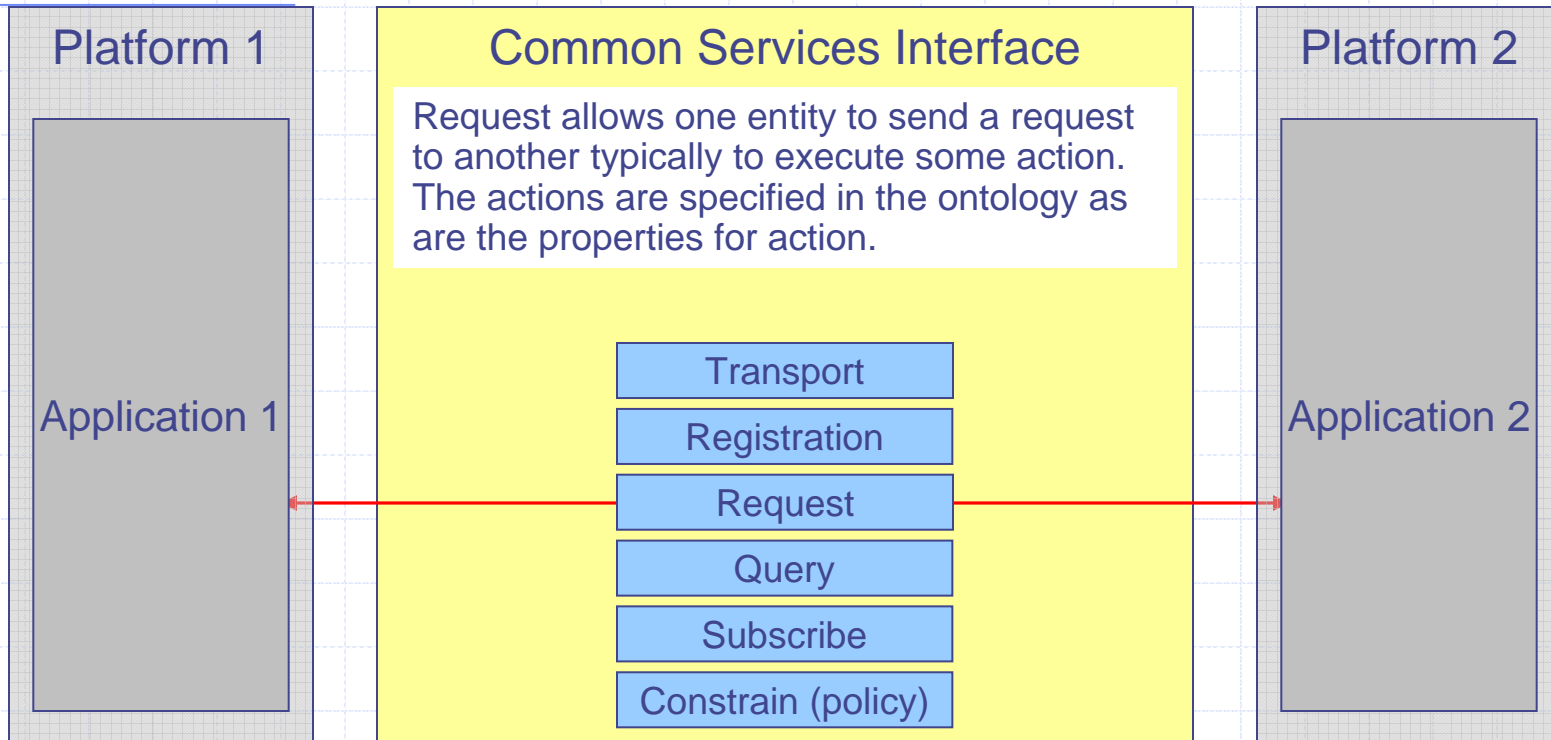 Platform 1
Common Services Interface
Platform 2
Request allows one entity to send a request
to another typically to execute some action.
The actions are specified in the ontology as
are the properties for action.
Application 1
Application 2
Transport
Registration
Request
Query
Subscribe
Constrain (policy)